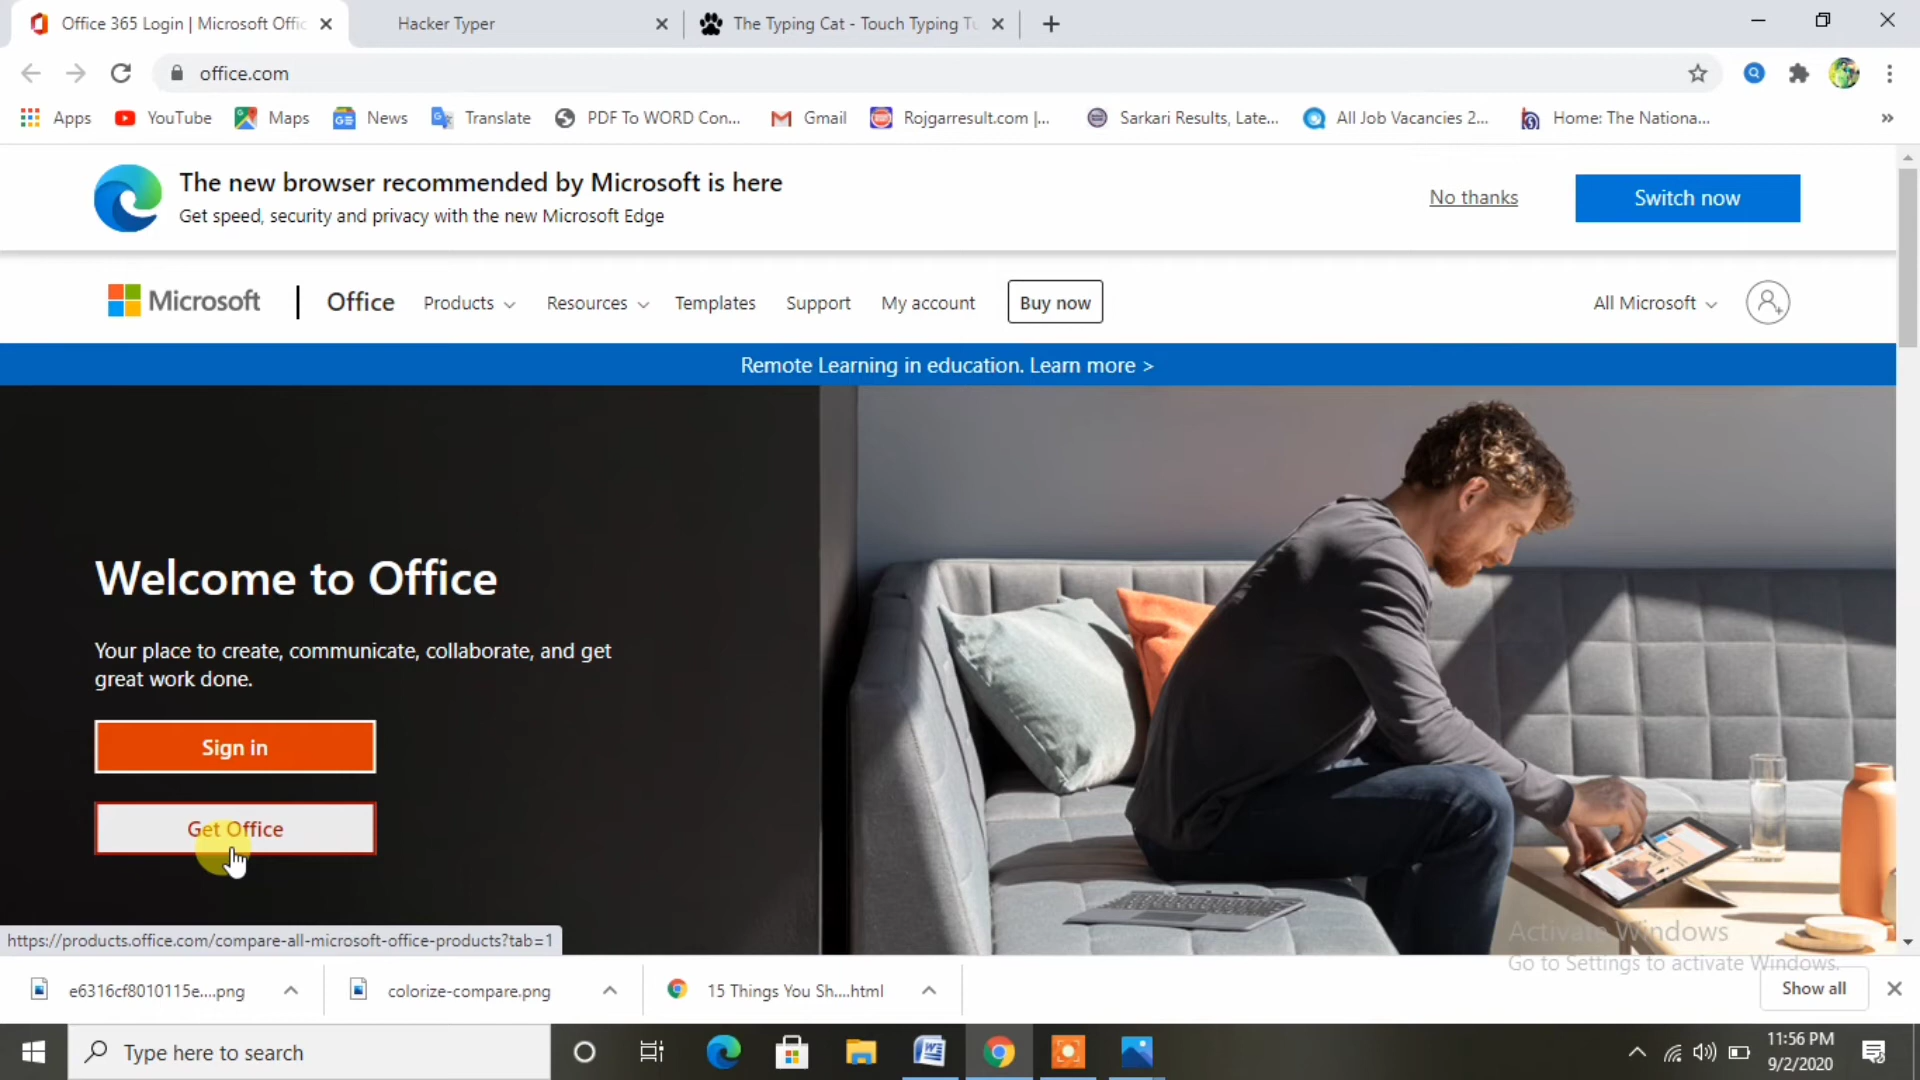 Office 365 Login | Microsoft Offic
Hacker Typer
The Typing Cat - Touch Typing Tu
office.com
Apps
YouTube
Maps
News
Translate
PDF To WORD Con...
Gmail
Rojgarresult.com |...
Sarkari Results, Late...
All Job Vacancies 2...
Home: The Nationa...
The new browser recommended by Microsoft is here
Get speed, security and privacy with the new Microsoft Edge
No thanks
Switch now
Microsoft
Office
Products
Resources
Templates
Support
My account
Buy now
All Microsoft
Remote Learning in education. Learn more >
Welcome to Office
Your place to create, communicate, collaborate, and get
great work done.
Sign in
Get Office
Activate Windows
Go to Settings to activate Windows.
https://products.office.com/compare-all-microsoft-office-products?tab=1
e6316cf8010115e....png
colorize-compare.png
15 Things You Sh....html
Show all
Type here to search
11:56 PM
9/2/2020